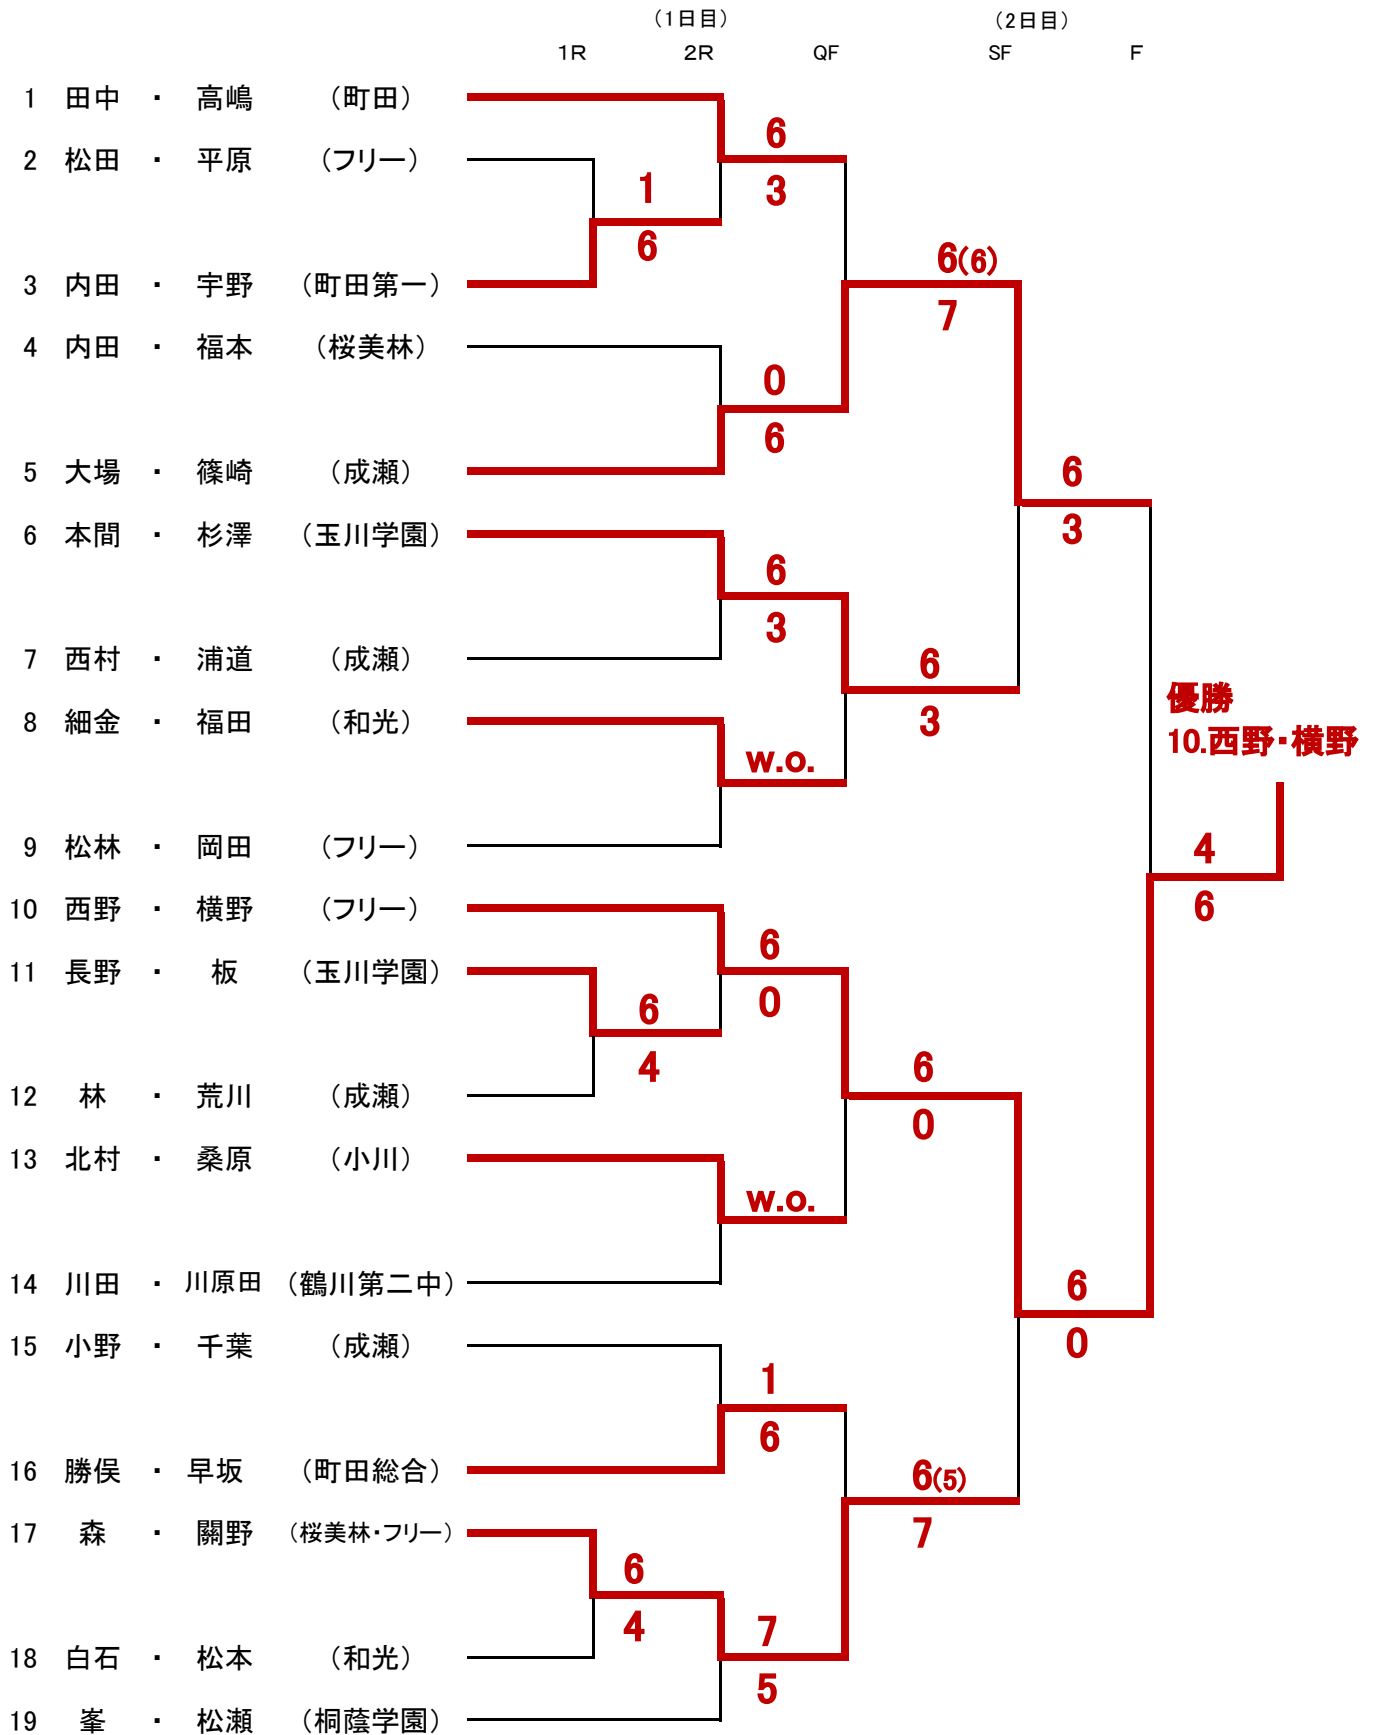 （1日目） （2日目）
1R 2R QF SF F
1 田中 ・ 高嶋 （町田）
6
2 松田 ・ 平原 （フリー）
1 3
6
6(6)
3 内田 ・ 宇野 （町田第一）
7
4 内田 ・ 福本 （桜美林）
0
6
5 大場 ・ 篠崎 （成瀬）
6
6 本間 ・ 杉澤 （玉川学園）
3
6
3
7 西村 ・ 浦道 （成瀬）
6
優勝
8 細金 ・ 福田 （和光）
3
10.西野・横野
w.o.
9 松林 ・ 岡田 （フリー）
4
10 西野 ・ 横野 （フリー）
6
6
11 長野 ・ 板 （玉川学園）
6 0
4
6
12 林 ・ 荒川 （成瀬）
0
13 北村 ・ 桑原 （小川）
w.o.
14 川田 ・ 川原田 （鶴川第二中）
6
15 小野 ・ 千葉 （成瀬）
0
1
6
16 勝俣 ・ 早坂 （町田総合）
6(5)
17 森 ・ 關野 （桜美林・フリー）
7
6
4 7
18 白石 ・ 松本 （和光）
5
19 峯 ・ 松瀬 （桐蔭学園）